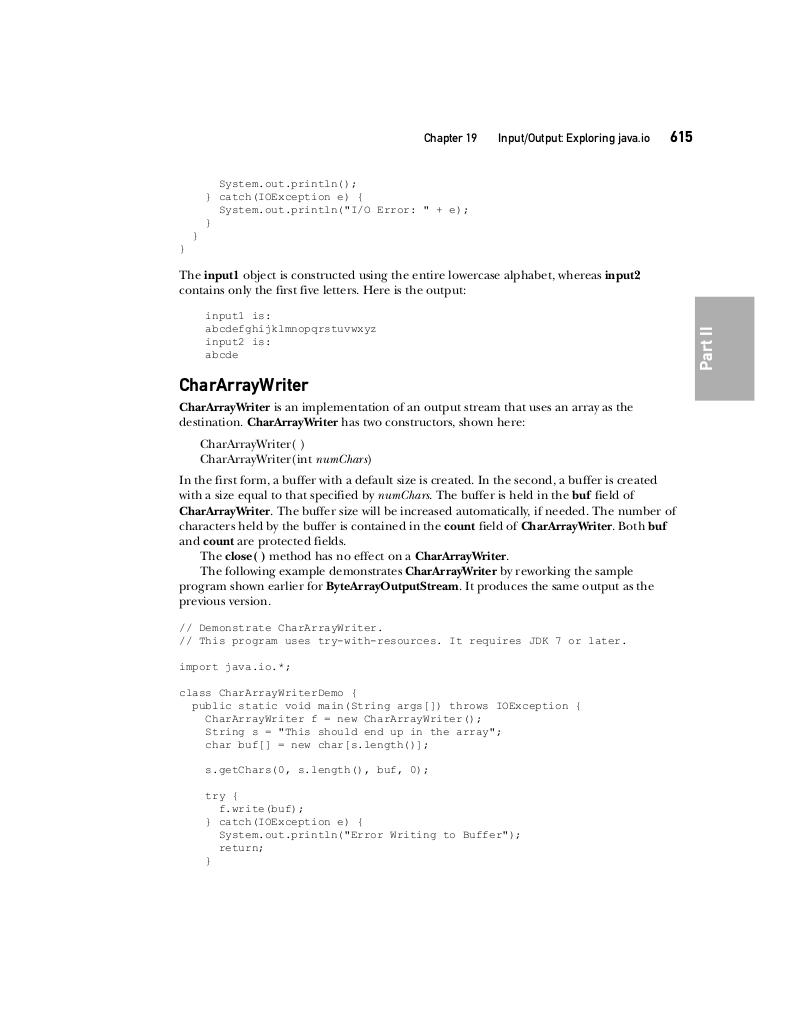 Chapter 19 Input/Output: Exploring java.io 615
System.out.println();
} catch(IOException e) {
System.out.println("I/O Error: " + e);
}
}
}
The input1 object is constructed using the entire lowercase alphabet, whereas input2
contains only the first five letters. Here is the output:
input1 is:
abcdefghijklmnopqrstuvwxyz
input2 is:
abcde
Part II
CharArrayWriter
CharArrayWriter is an implementation of an output stream that uses an array as the
destination. CharArrayWriter has two constructors, shown here:
CharArrayWriter( )
CharArrayWriter(int numChars)
In the first form, a buffer with a default size is created. In the second, a buffer is created
with a size equal to that specified by numChars. The buffer is held in the buf field of
CharArrayWriter. The buffer size will be increased automatically, if needed. The number of
characters held by the buffer is contained in the count field of CharArrayWriter. Both buf
and count are protected fields.
The close( ) method has no effect on a CharArrayWriter.
The following example demonstrates CharArrayWriter by reworking the sample
program shown earlier for ByteArrayOutputStream. It produces the same output as the
previous version.
// Demonstrate CharArrayWriter.
// This program uses try-with-resources. It requires JDK 7 or later.
import java.io.*;
class CharArrayWriterDemo {
public static void main(String args[]) throws IOException {
CharArrayWriter f = new CharArrayWriter();
String s = "This should end up in the array";
char buf[] = new char[s.length()];
s.getChars(0, s.length(), buf, 0);
try {
f.write(buf);
} catch(IOException e) {
System.out.println("Error Writing to Buffer");
return;
}